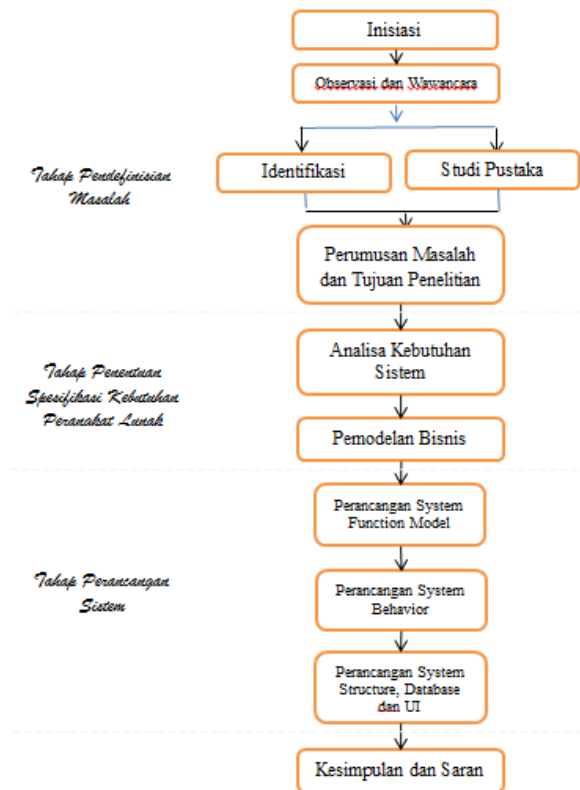 Inisiasi
Observasi dan Wawancara
Identifikasi
Studi Pustaka
Tahap Pendefinisian
Masalah
Perumusan Masalah
dan Tujuan Penelitian
Analisa Kebutuhan
Sistem
Tahap Penentuan
Spesifikasi Kebutuhan
Perangkat Lunak
Pemodelan Bisnis
Perancangan System
Function Model
Perancangan System
Behavior
Tahap Perancangan
Sistem
Perancangan System
Structure, Database
dan UI
Kesimpulan dan Saran